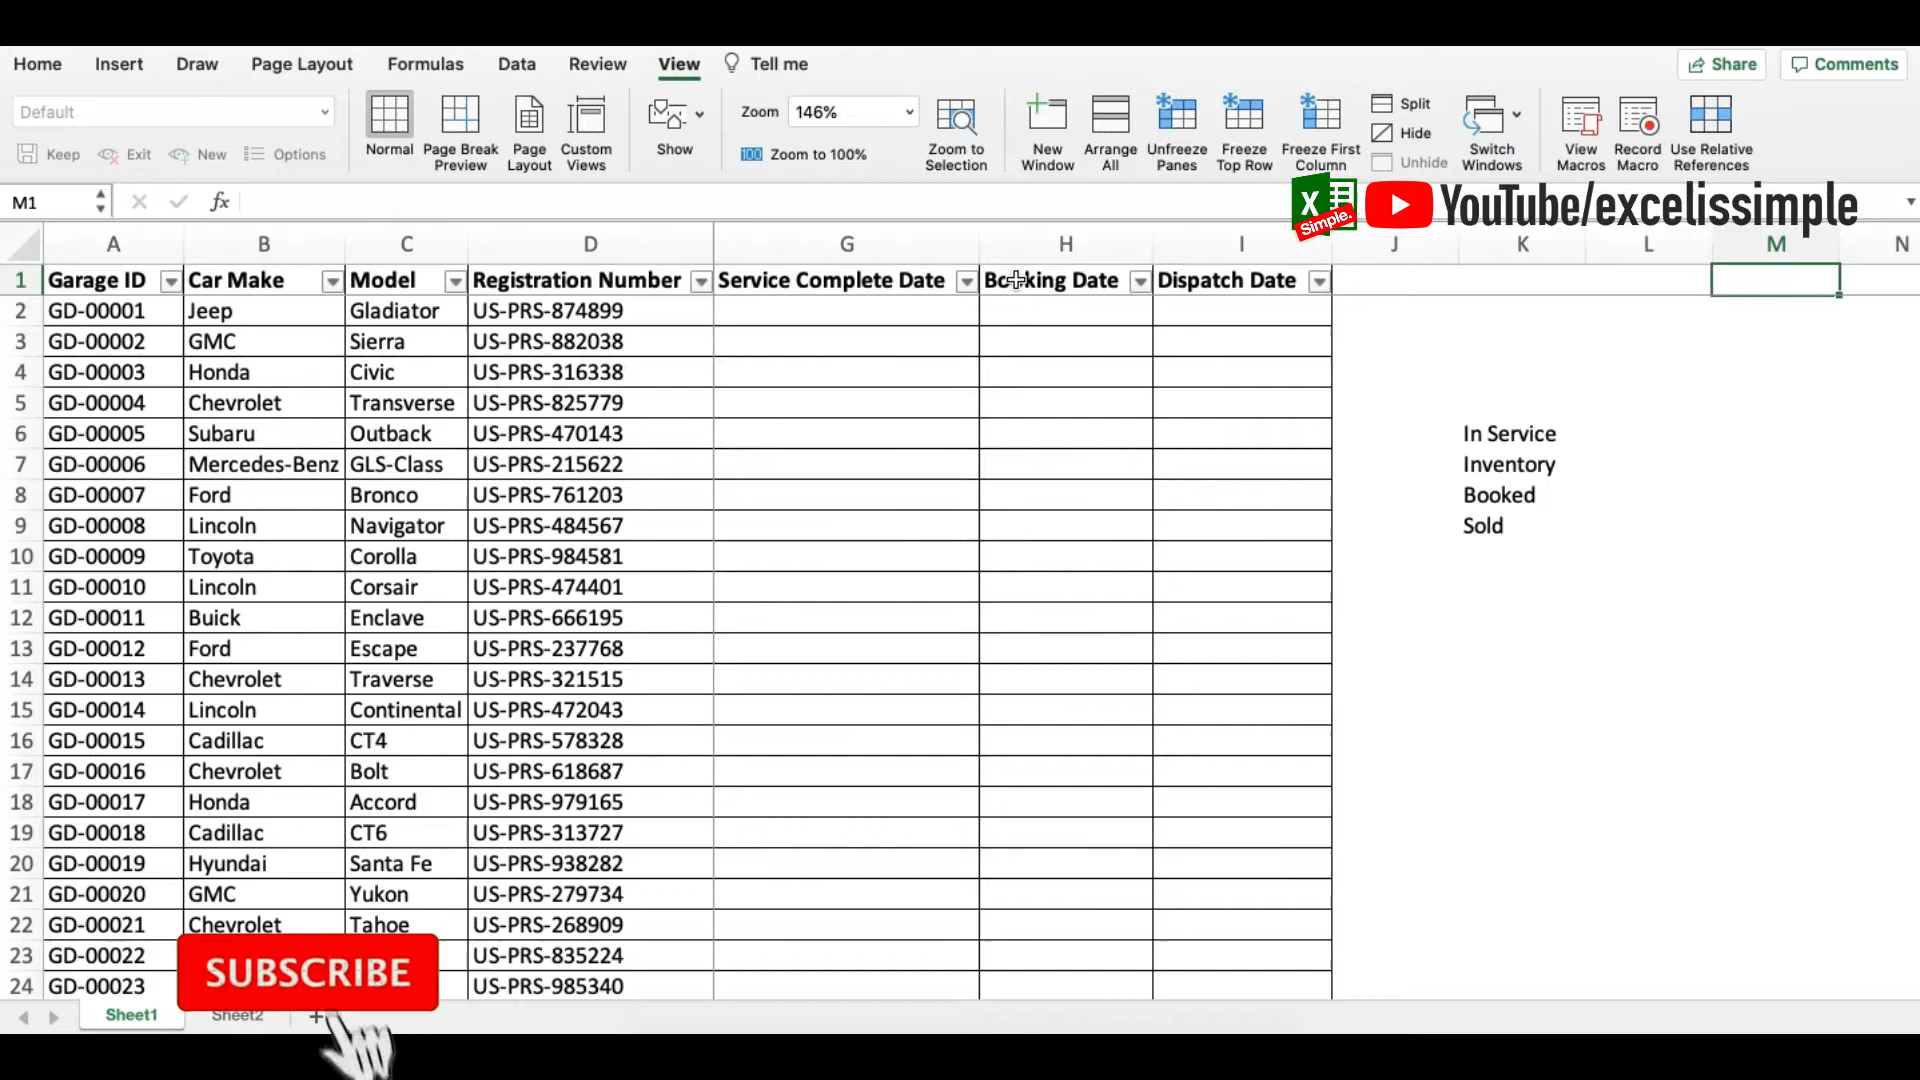 Home Insert Draw Page Layout Formulas Data Review View Tell me Share Comments
Default Zoom 146% Split
Keep Exit New Options Normal Page Break Preview Page Layout Custom Views Show Zoom to 100% Zoom to Selection New Window Arrange All Unfreeze Panes Freeze Top Row Freeze First Column Hide Unhide Switch Windows View Macros Record Macro Use Relative References
M1 fx X Simple. YouTube/excelissimple
A B C D G H I J K L M N
1 Garage ID Car Make Model Registration Number Service Complete Date Booking Date Dispatch Date
2 GD-00001 Jeep Gladiator US-PRS-874899
3 GD-00002 GMC Sierra US-PRS-882038
4 GD-00003 Honda Civic US-PRS-316338
5 GD-00004 Chevrolet Transverse US-PRS-825779
6 GD-00005 Subaru Outback US-PRS-470143 In Service
7 GD-00006 Mercedes-Benz GLS-Class US-PRS-215622 Inventory
8 GD-00007 Ford Bronco US-PRS-761203 Booked
9 GD-00008 Lincoln Navigator US-PRS-484567 Sold
10 GD-00009 Toyota Corolla US-PRS-984581
11 GD-00010 Lincoln Corsair US-PRS-474401
12 GD-00011 Buick Enclave US-PRS-666195
13 GD-00012 Ford Escape US-PRS-237768
14 GD-00013 Chevrolet Traverse US-PRS-321515
15 GD-00014 Lincoln Continental US-PRS-472043
16 GD-00015 Cadillac CT4 US-PRS-578328
17 GD-00016 Chevrolet Bolt US-PRS-618687
18 GD-00017 Honda Accord US-PRS-979165
19 GD-00018 Cadillac CT6 US-PRS-313727
20 GD-00019 Hyundai Santa Fe US-PRS-938282
21 GD-00020 GMC Yukon US-PRS-279734
22 GD-00021 Chevrolet Tahoe US-PRS-268909
23 GD-00022 US-PRS-835224
24 GD-00023 US-PRS-985340
SUBSCRIBE
Sheet1 Sheet2 +